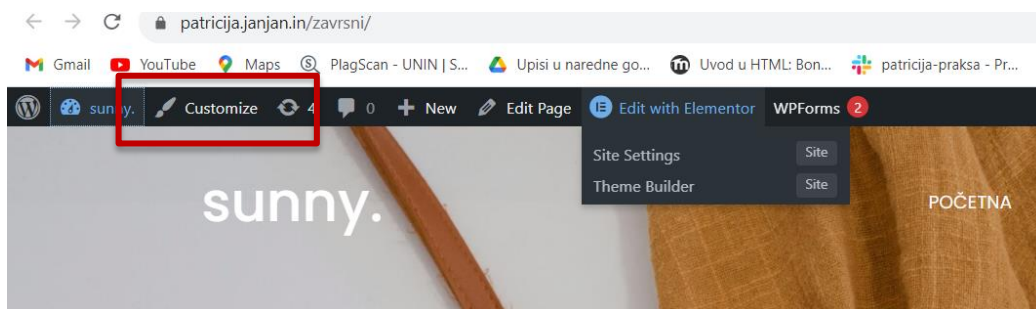 patricija.janjan.in/zavrsni/
Gmail YouTube Maps PlagScan - UNIN | S... Upisi u naredne go... Uvod u HTML: Bon... patricija-praksa - Pr...
sunny. Customize 4 0 + New Edit Page Edit with Elementor WPForms 2
Site Settings Site
Theme Builder Site
sunny.
POČETNA